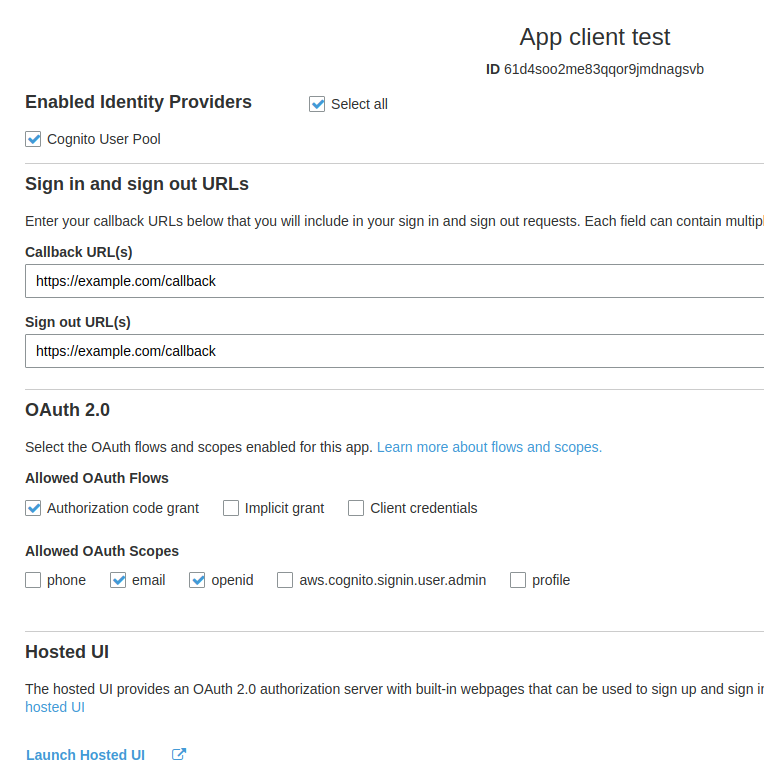 App client test
ID 61d4soo2me83qqor9jmdnagsvb
Enabled Identity Providers Select all
Cognito User Pool
Sign in and sign out URLs
Enter your callback URLs below that you will include in your sign in and sign out requests. Each field can contain
Callback URL(s)
https://example.com/callback
Sign out URL(s)
https://example.com/callback
OAuth 2.0
Select the OAuth flows and scopes enabled for this app. Learn more about flows and scopes.
Allowed OAuth Flows
Authorization code grant Implicit grant Client credentials
Allowed OAuth Scopes
phone email openid aws.cognito.signin.user.admin profile
Hosted UI
The hosted UI provides an OAuth 2.0 authorization server with built-in webpages that can be used to sign up and sign
hosted UI
Launch Hosted UI